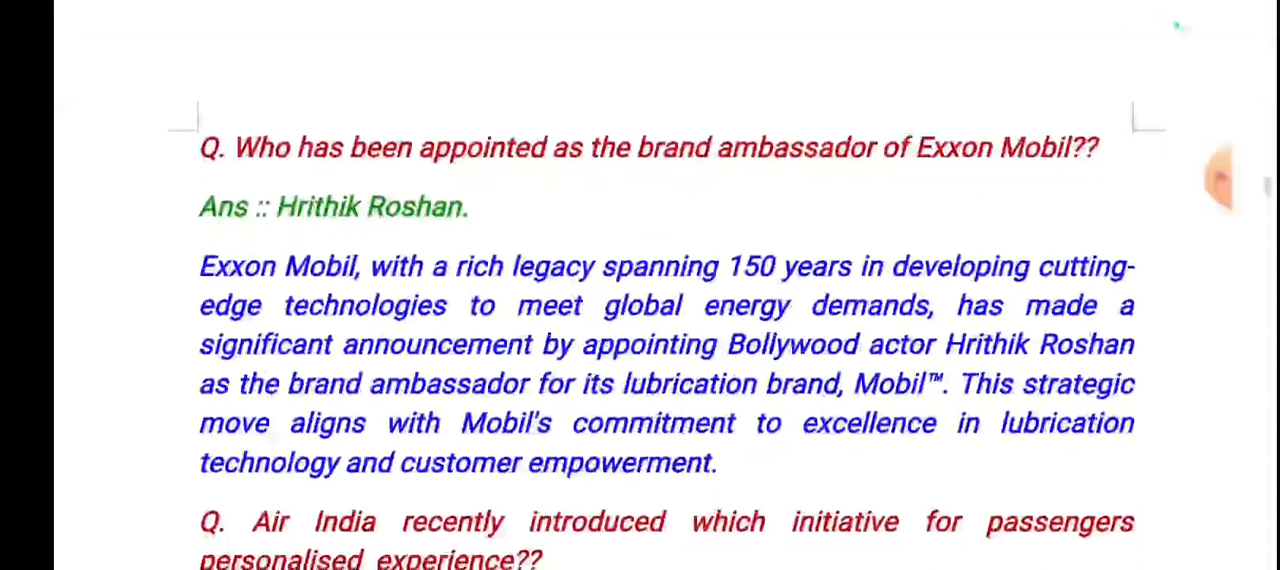 Q. Who has been appointed as the brand ambassador of Exxon Mobil??
Ans :: Hrithik Roshan.
Exxon Mobil, with a rich legacy spanning 150 years in developing cutting-
edge technologies to meet global energy demands, has made a
significant announcement by appointing Bollywood actor Hrithik Roshan
as the brand ambassador for its lubrication brand, Mobil™. This strategic
move aligns with Mobil's commitment to excellence in lubrication
technology and customer empowerment.
Q. Air India recently introduced which initiative for passengers
personalised experience??